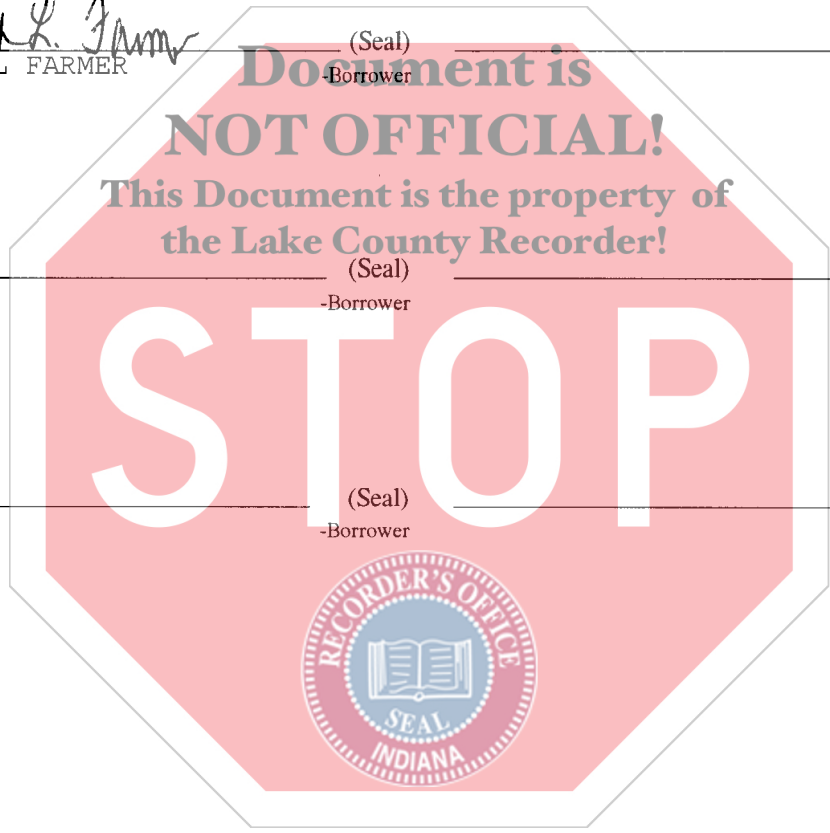 L. Farmer (Seal)
L FARMER -Borrower
Document is
NOT OFFICIAL!
This Document is the property of
the Lake County Recorder!
(Seal)
-Borrower
STOP
(Seal)
-Borrower
RECORDER'S OFFICE
SEAL
INDIANA